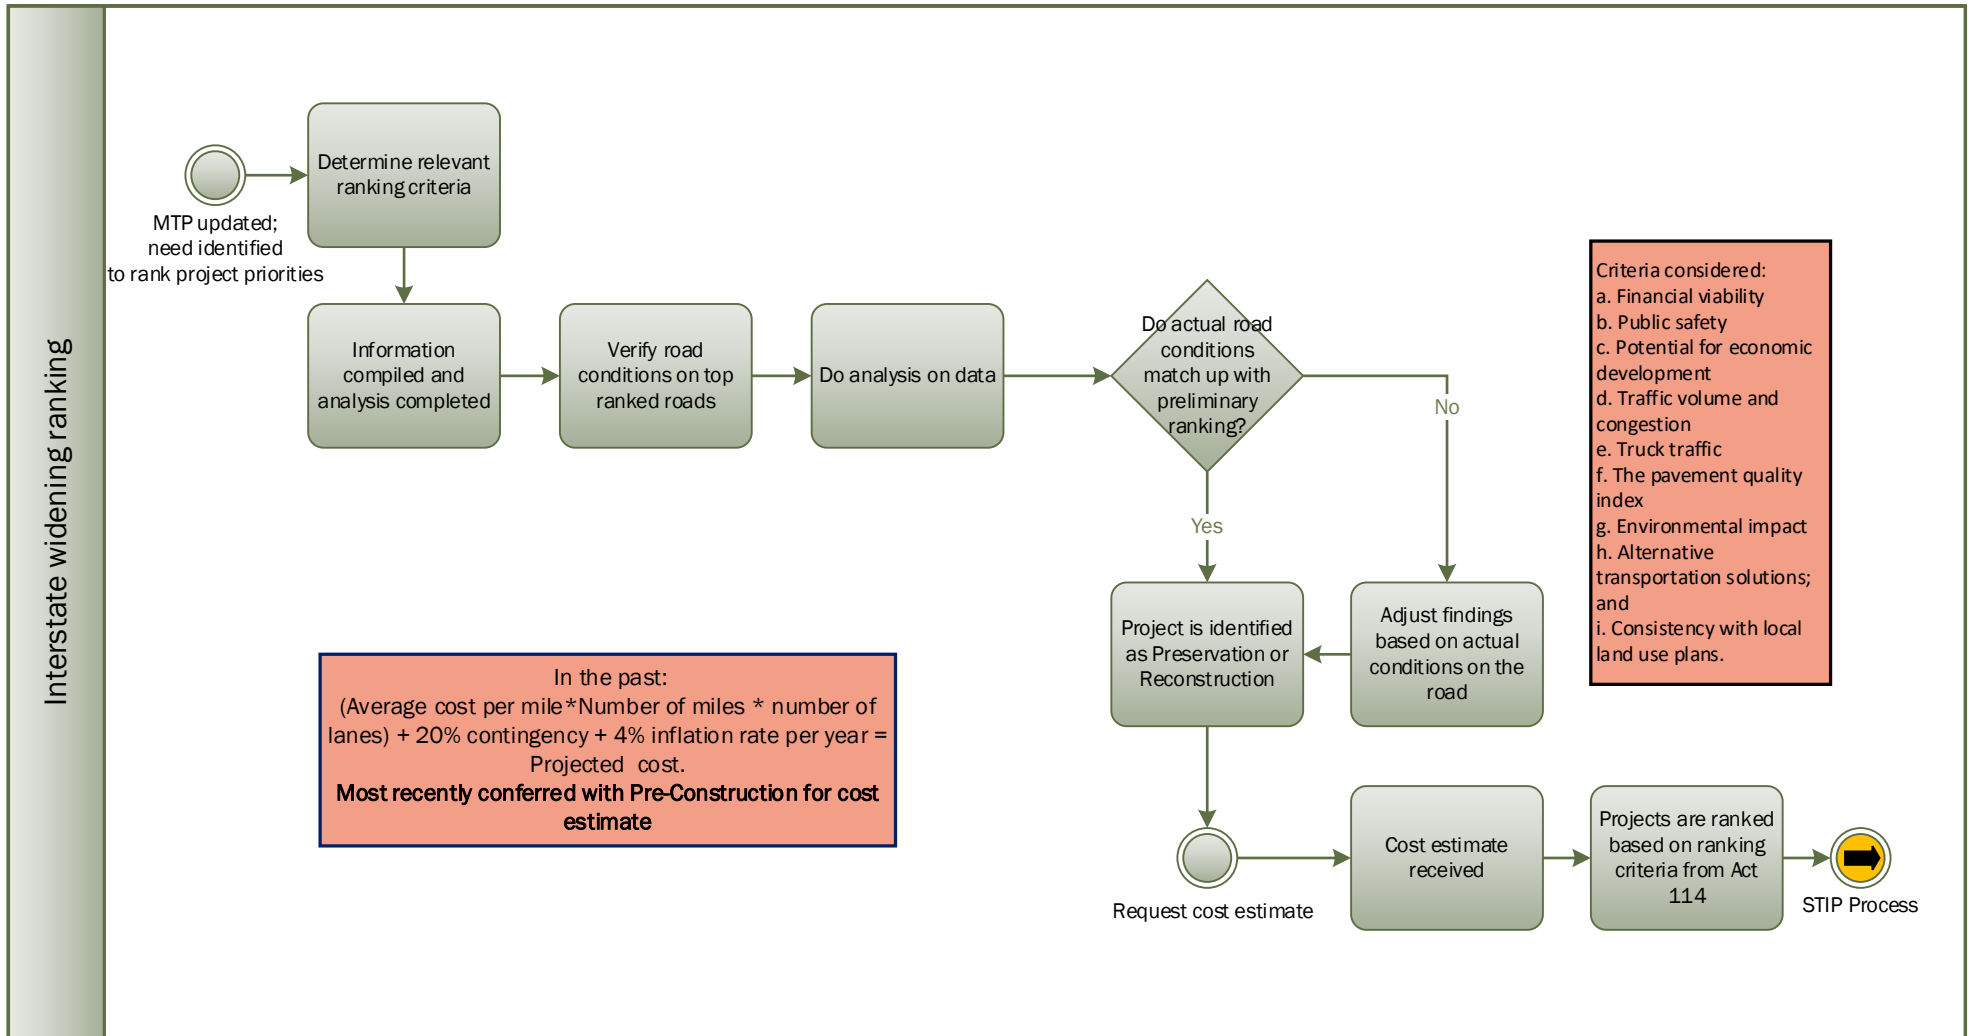 Interstate widening ranking
MTP updated;
need identified
to rank project priorities
Determine relevant
ranking criteria
Information
compiled and
analysis completed
Verify road
conditions on top
ranked roads
Do analysis on data
Do actual road
conditions
match up with
preliminary
ranking?
No
Yes
Project is identified
as Preservation or
Reconstruction
Adjust findings
based on actual
conditions on the
road
Criteria considered:
a. Financial viability
b. Public safety
c. Potential for economic
development
d. Traffic volume and
congestion
e. Truck traffic
f. The pavement quality
index
g. Environmental impact
h. Alternative
transportation solutions;
and
i. Consistency with local
land use plans.
In the past:
(Average cost per mile*Number of miles * number of
lanes) + 20% contingency + 4% inflation rate per year =
Projected cost.
Most recently conferred with Pre-Construction for cost
estimate
Request cost estimate
Cost estimate
received
Projects are ranked
based on ranking
criteria from Act
114
STIP Process